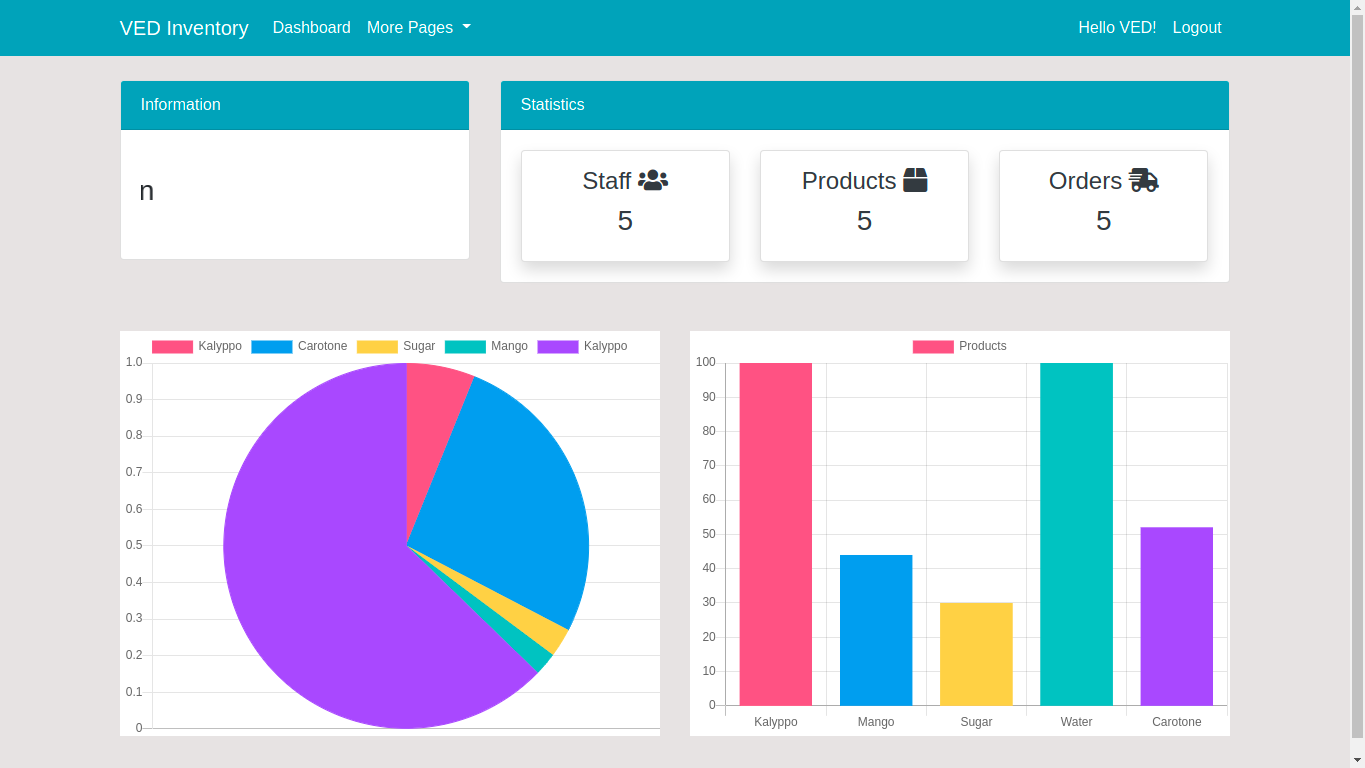 VED Inventory Dashboard More Pages Hello VED! Logout
Information
n
Statistics
Staff Products Orders
5 5 5
Kalyppo Carotone Sugar Mango Kalyppo
1.0
0.9
0.8
0.7
0.6
0.5
0.4
0.3
0.2
0.1
0
Products
100
90
80
70
60
50
40
30
20
10
0
Kalyppo Mango Sugar Water Carotone